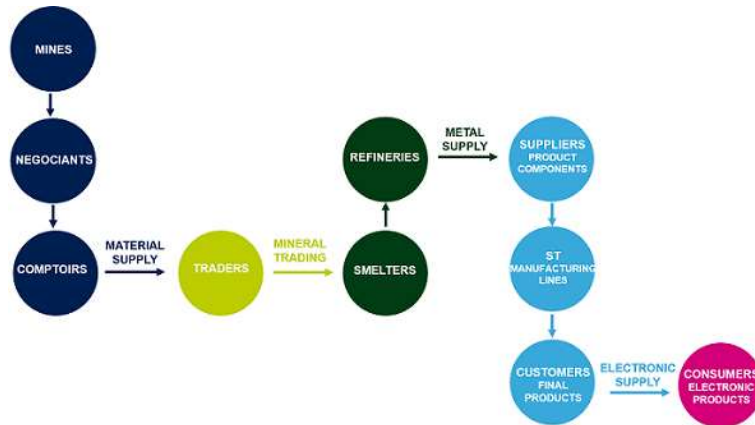 MINES
NEGOCIANTS
COMPTOIRS
MATERIAL
SUPPLY
TRADERS
MINERAL
TRADING
SMELTERS
REFINERIES
METAL
SUPPLY
SUPPLIERS
PRODUCT
COMPONENTS
ST
MANUFACTURING
LINES
CUSTOMERS
FINAL
PRODUCTS
ELECTRONIC
SUPPLY
CONSUMERS
ELECTRONIC
PRODUCTS